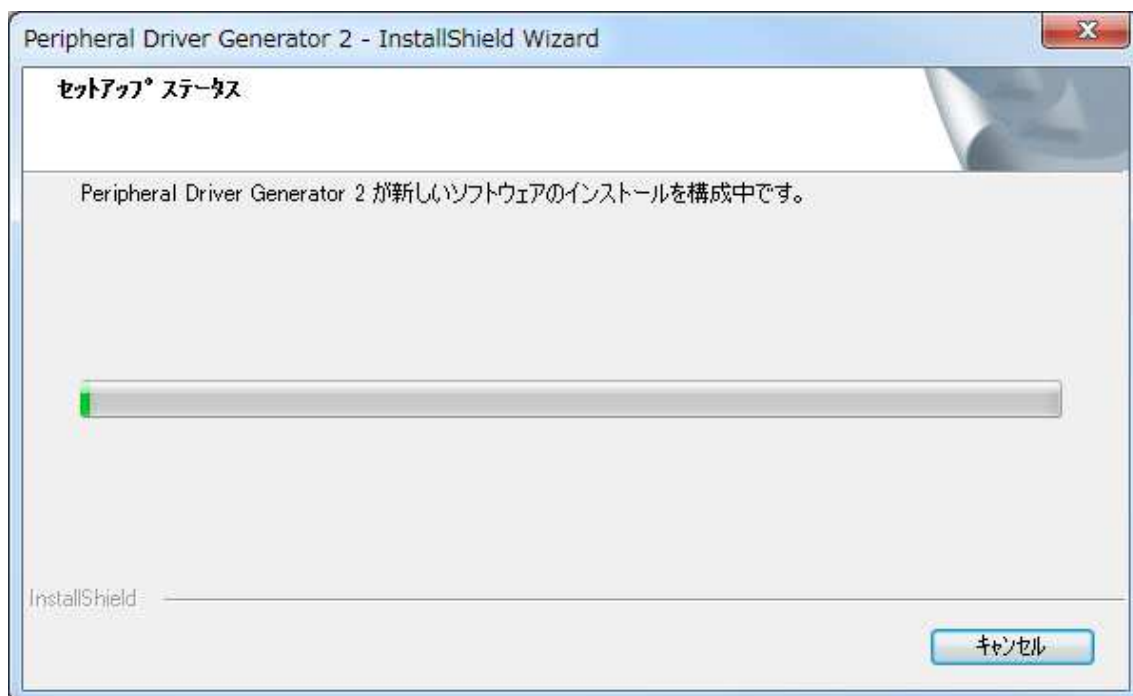 Peripheral Driver Generator 2 - InstallShield Wizard
x
ｾｯﾄｱｯﾌﾟ ｽﾃｰﾀｽ
Peripheral Driver Generator 2 が新しいソフトウェアのインストールを構成中です。
InstallShield
ｷｬﾝｾﾙ